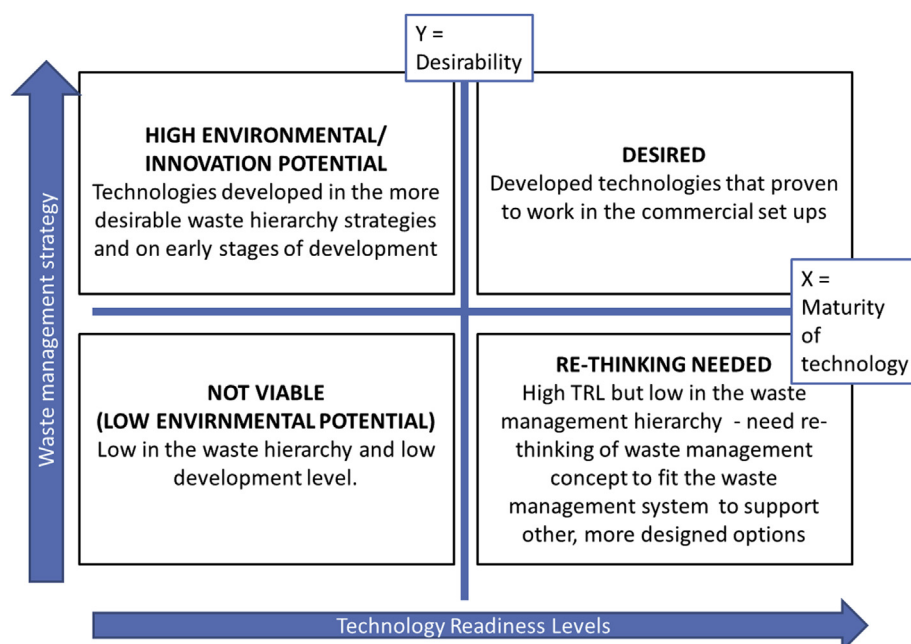 Y =
Desirability
HIGH ENVIRONMENTAL/
INNOVATION POTENTIAL
Technologies developed in the more
desirable waste hierarchy strategies
and on early stages of development
DESIRED
Developed technologies that proven
to work in the commercial set ups
X =
Maturity
of
technology
NOT VIABLE
(LOW ENVIRNMENTAL POTENTIAL)
Low in the waste hierarchy and low
development level.
RE-THINKING NEEDED
High TRL but low in the waste
management hierarchy - need re-
thinking of waste management
concept to fit the waste
management system to support
other, more designed options
Waste management strategy
Technology Readiness Levels